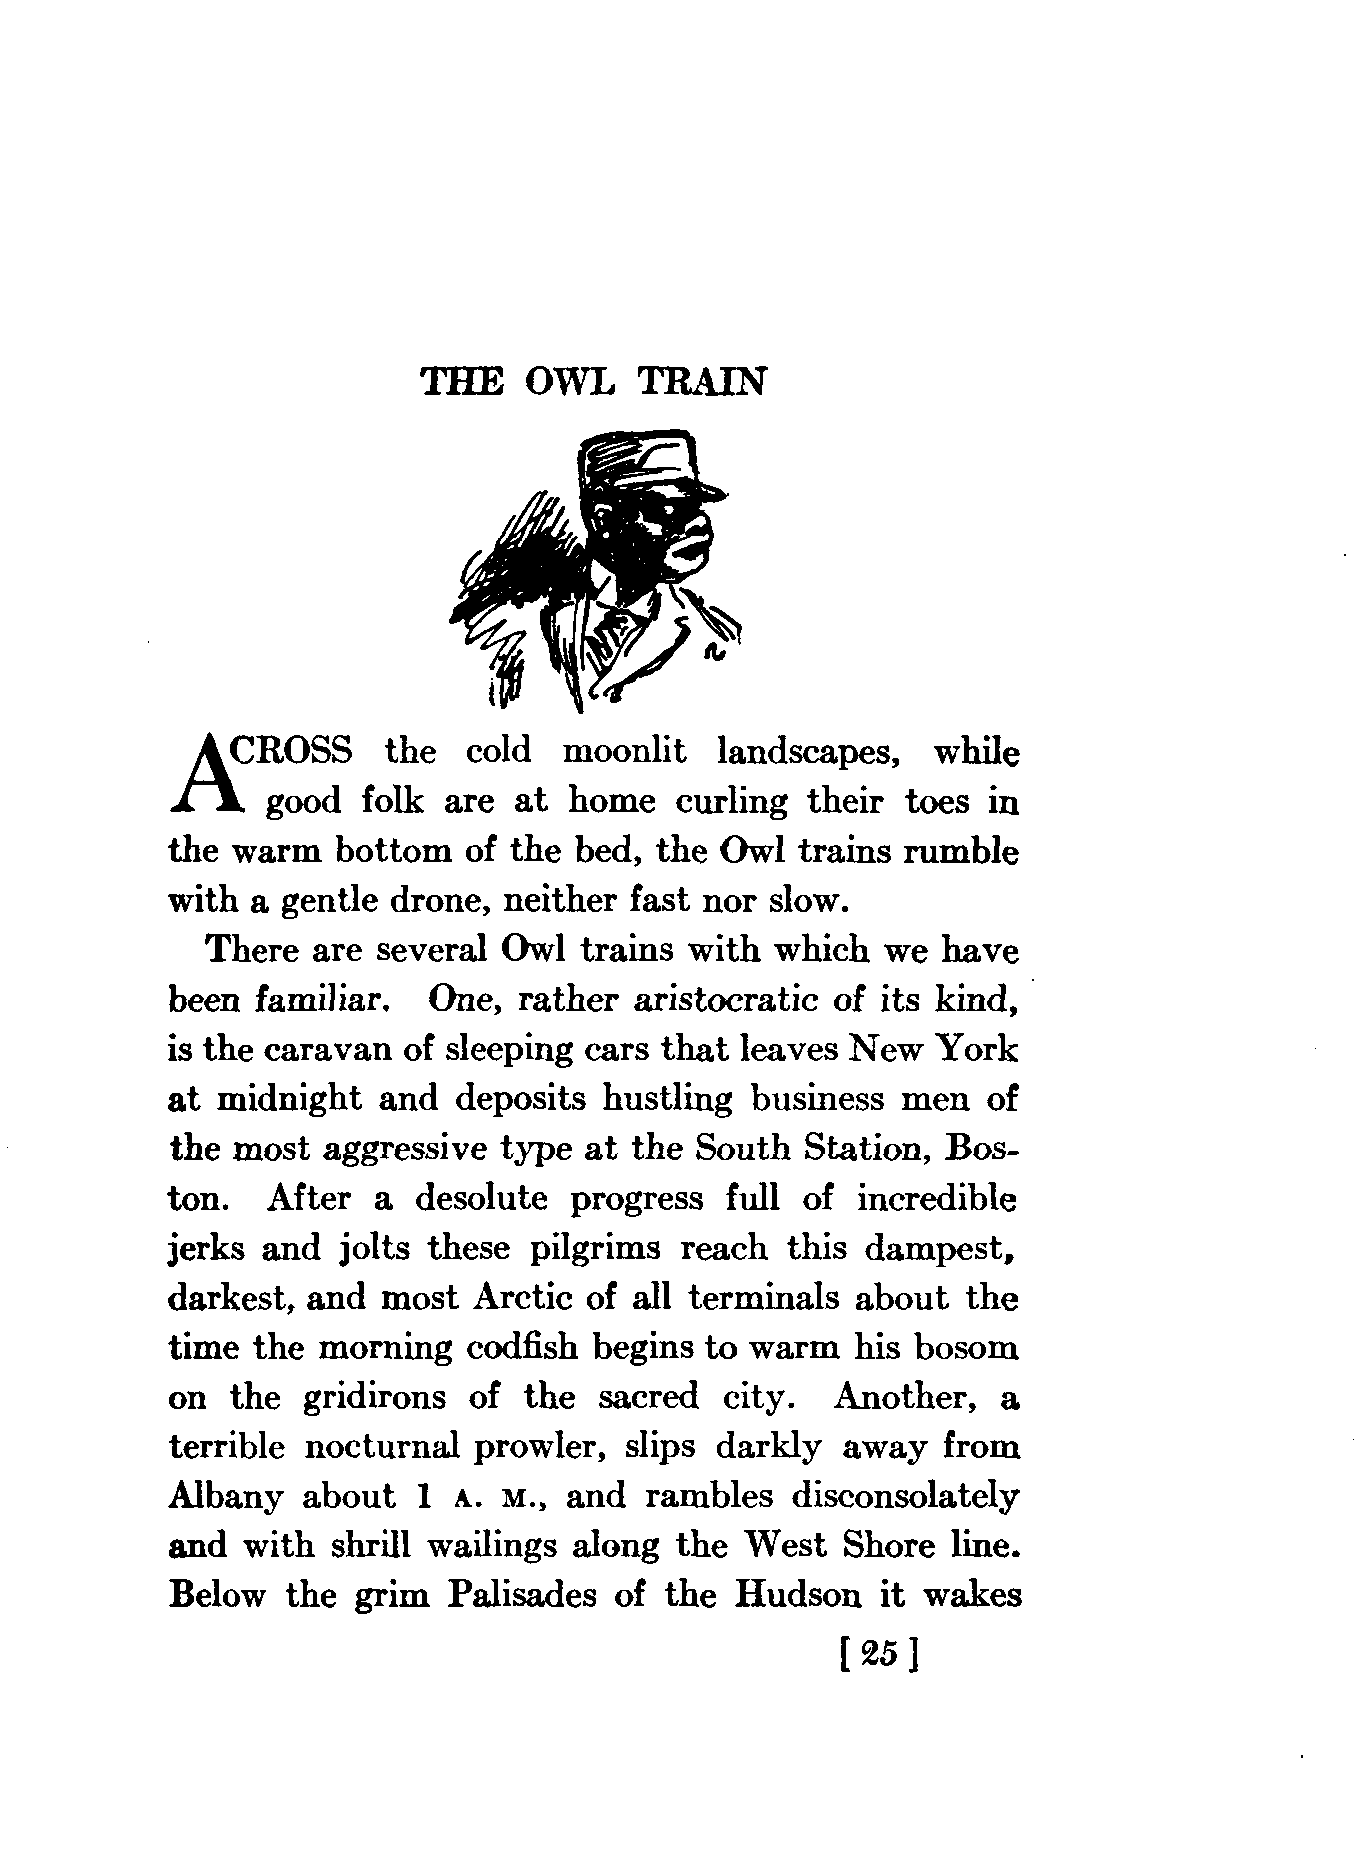 THE OWL TRAIN
ACROSS the cold moonlit landscapes, while
good folk are at home curling their toes in
the warm bottom of the bed, the Owl trains rumble
with a gentle drone, neither fast nor slow.
There are several Owl trains with which we have
been familiar. One, rather aristocratic of its kind,
is the caravan of sleeping cars that leaves New York
at midnight and deposits hustling business men of
the most aggressive type at the South Station, Bos-
ton. After a desolute progress full of incredible
jerks and jolts these pilgrims reach this dampest,
darkest, and most Arctic of all terminals about the
time the morning codfish begins to warm his bosom
on the gridirons of the sacred city. Another, a
terrible nocturnal prowler, slips darkly away from
Albany about 1 A. M., and rambles disconsolately
and with shrill wailings along the West Shore line.
Below the grim Palisades of the Hudson it wakes
[ 25 ]